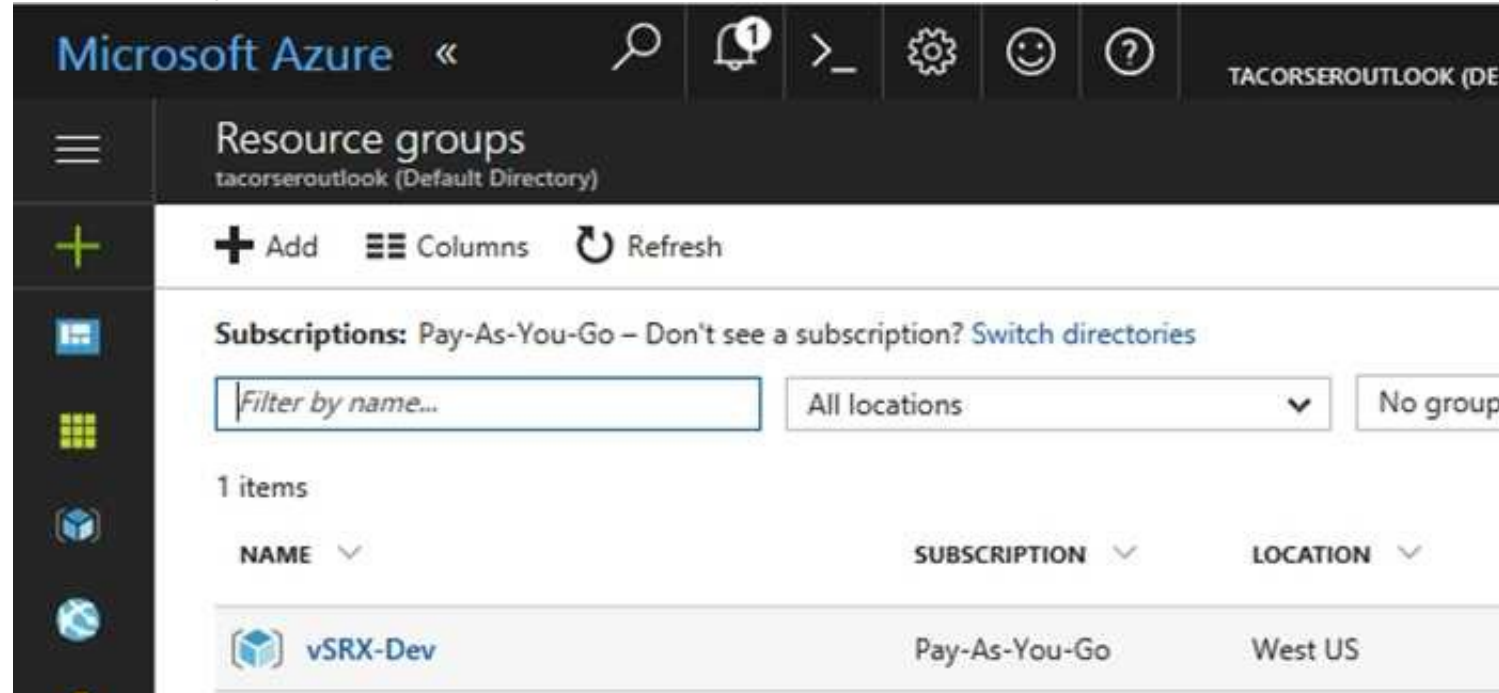 Microsoft Azure « 1 >_ ? TACORSEROUTLOOK (DE
Resource groups
tacorseroutlook (Default Directory)
Add Columns Refresh
Subscriptions: Pay-As-You-Go – Don't see a subscription? Switch directories
Filter by name... All locations No group
1 items
NAME SUBSCRIPTION LOCATION
vSRX-Dev Pay-As-You-Go West US